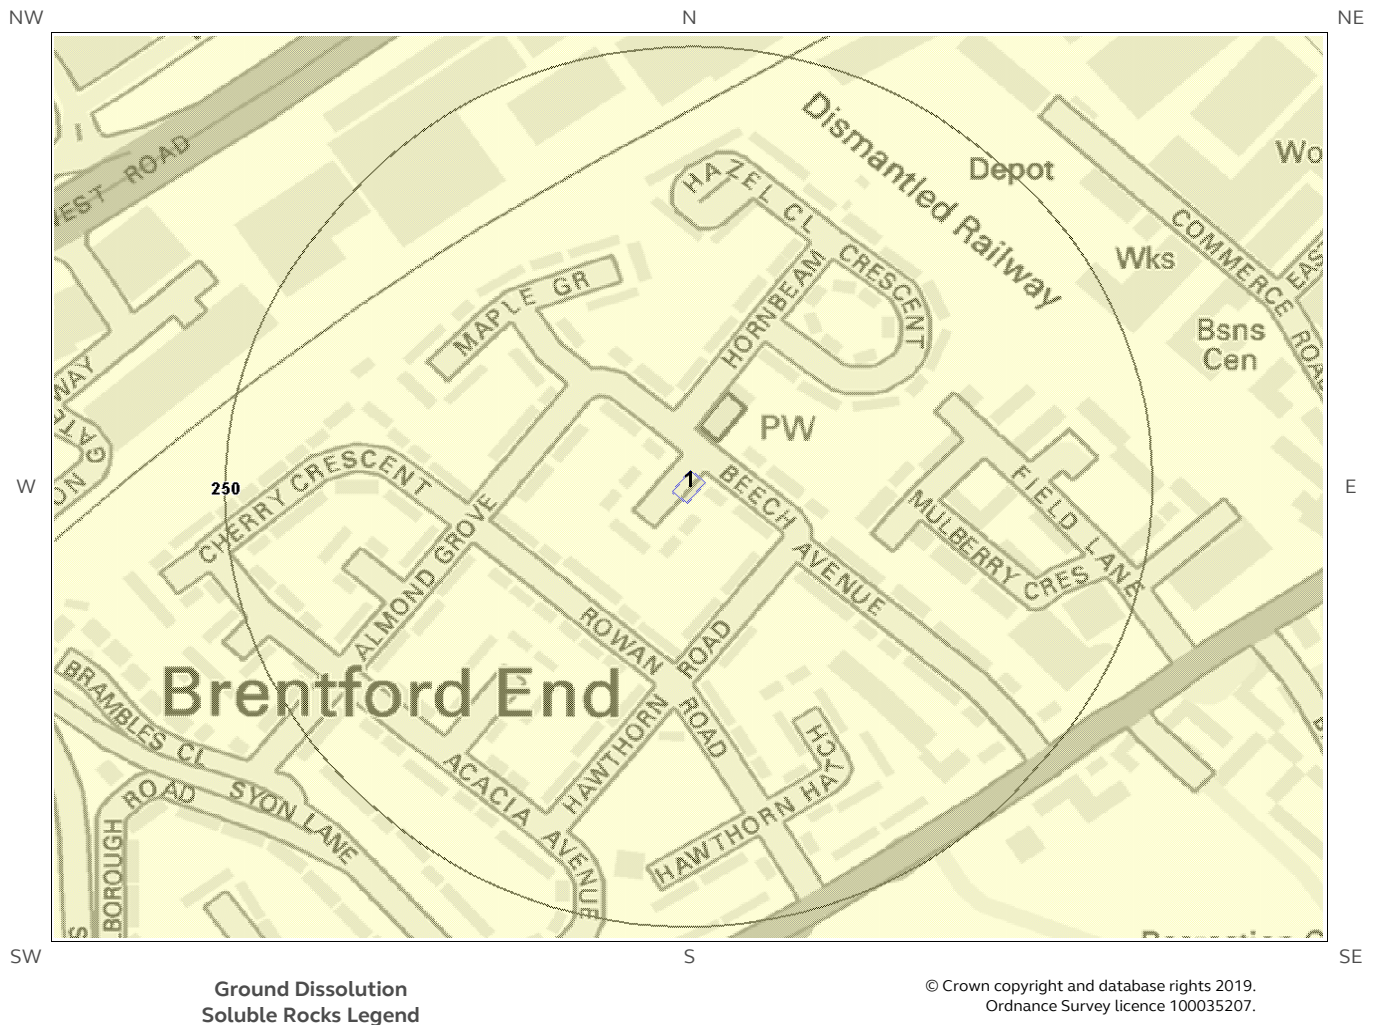 NW
N
NE
WEST ROAD
HAZEL CL
Dismantled Railway
Depot
Wo
COMMERCE ROAD
EAS
Wks
Bsns
Cen
HORNBEAM CRESCENT
MAPLE GR
WAY
GATE
ON
PW
W
250
1
E
CHERRY CRESCENT
ALMOND GROVE
BEECH AVENUE
FIELD LANE
MULBERRY CRES
ROWAN ROAD
HAWTHORN ROAD
Brentford End
BRAMBLES CL
SYON LANE
ROAD
BOROUGH
ACACIA AVENUE
HAWTHORN HATCH
SW
S
SE
Ground Dissolution
Soluble Rocks Legend
© Crown copyright and database rights 2019.
Ordnance Survey licence 100035207.